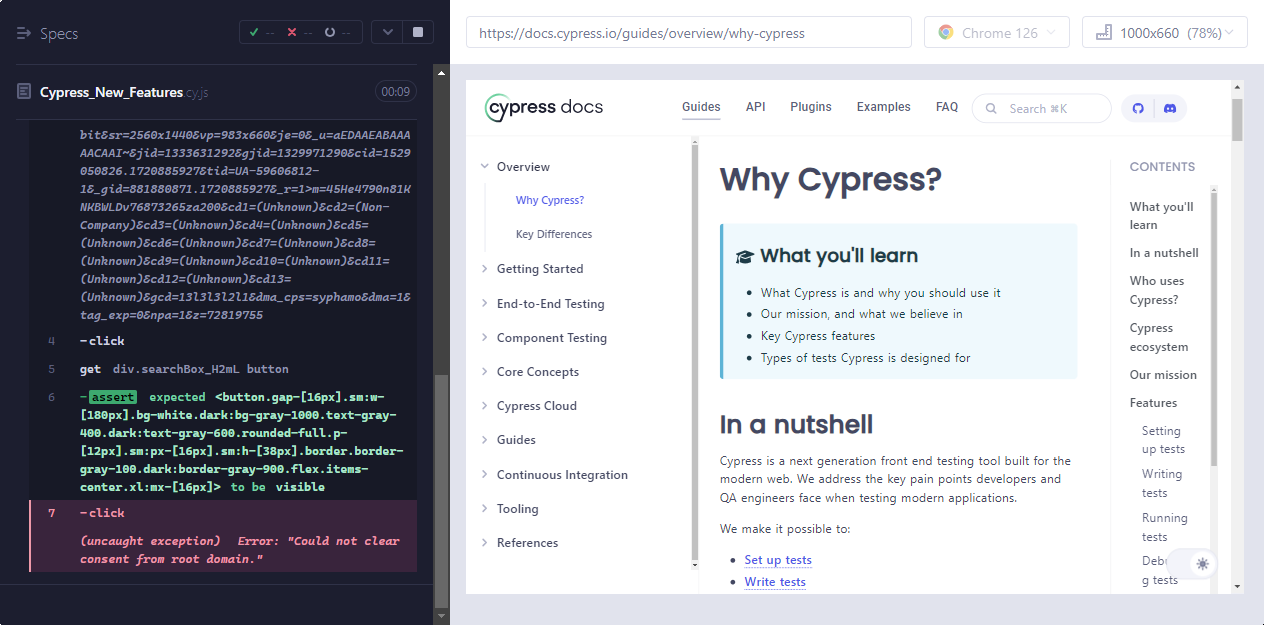 Specs
-- -- --
Cypress_New_Features.cy.js
00:09
bit&sr=2560x1440&vp=983x660&je=0&_u=aEDAAEABAAA
AACAAI~&jid=1333631292&gjid=1329971290&cid=1529
050826.1720885927&tid=UA-59606812-
1&_gid=881880871.1720885927&_r=1>m=45He4790n81K
NKBWLDv76873265za200&cd1=(Unknown)&cd2=(Non-
Company)&cd3=(Unknown)&cd4=(Unknown)&cd5=
(Unknown)&cd6=(Unknown)&cd7=(Unknown)&cd8=
(Unknown)&cd9=(Unknown)&cd10=(Unknown)&cd11=
(Unknown)&cd12=(Unknown)&cd13=
(Unknown)&gcd=13l3l3l2l1&dma_cps=syphamo&dma=1&
tag_exp=0&npa=1&z=72819755
4 -click
5 get div.searchBox_H2mL button
6 -assert expected <button.gap-[16px].sm:w-
[180px].bg-white.dark:bg-gray-1000.text-gray-
400.dark:text-gray-600.rounded-full.p-
[12px].sm:px-[16px].sm:h-[38px].border.border-
gray-100.dark:border-gray-900.flex.items-
center.xl:mx-[16px]> to be visible
7 -click
(uncaught exception) Error: "Could not clear
consent from root domain."
https://docs.cypress.io/guides/overview/why-cypress
Chrome 126
1000x660 (78%)
cypress docs
Guides
API
Plugins
Examples
FAQ
Search ⌘K
Overview
Why Cypress?
Key Differences
Getting Started
End-to-End Testing
Component Testing
Core Concepts
Cypress Cloud
Guides
Continuous Integration
Tooling
References
Why Cypress?
What you'll learn
What Cypress is and why you should use it
Our mission, and what we believe in
Key Cypress features
Types of tests Cypress is designed for
In a nutshell
Cypress is a next generation front end testing tool built for the
modern web. We address the key pain points developers and
QA engineers face when testing modern applications.
We make it possible to:
Set up tests
Write tests
CONTENTS
What you'll
learn
In a nutshell
Who uses
Cypress?
Cypress
ecosystem
Our mission
Features
Setting
up tests
Writing
tests
Running
tests
g tests